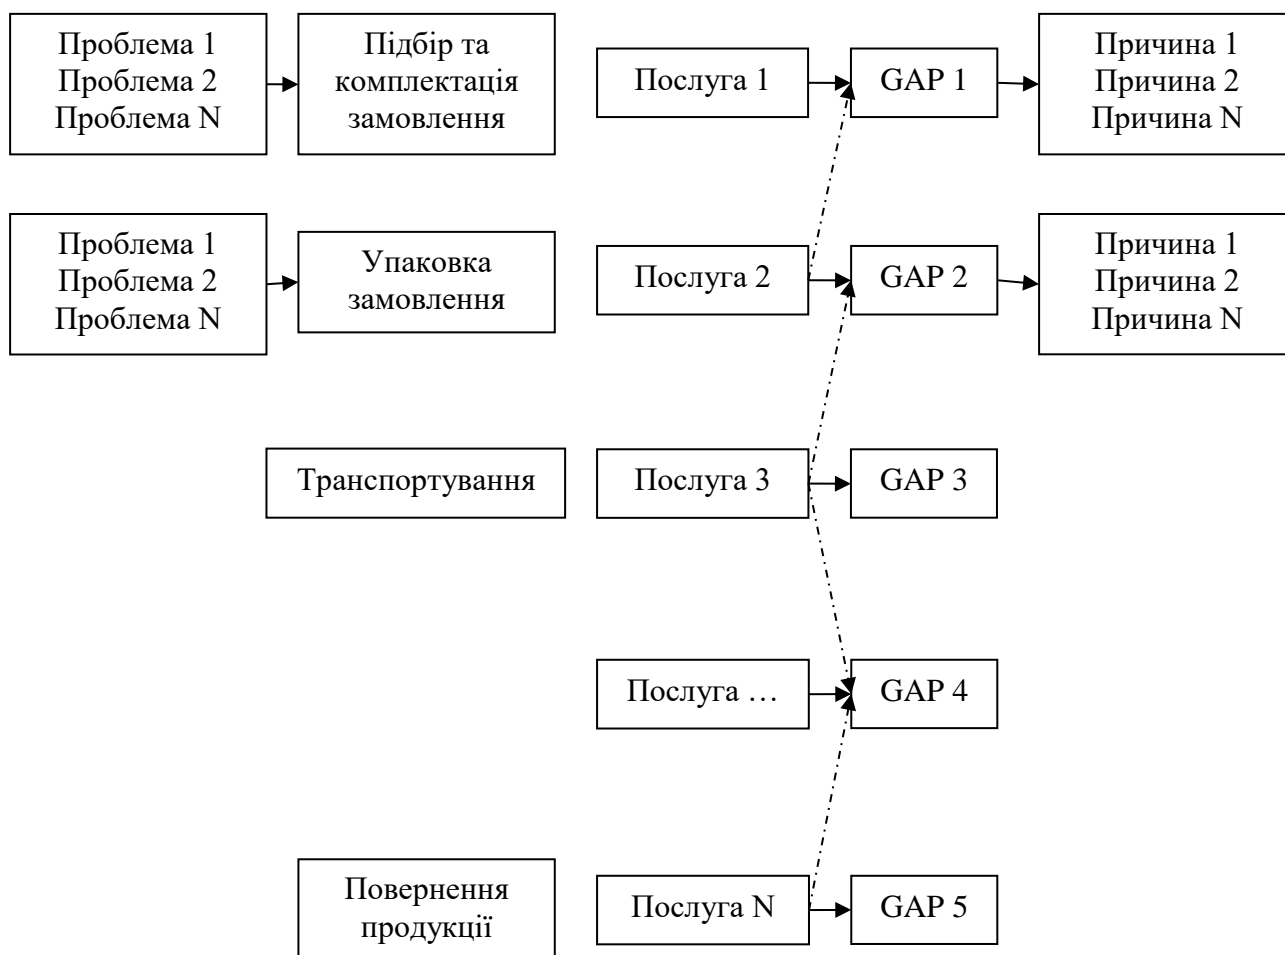 Проблема 1
Проблема 2
Проблема N
Підбір та
комплектація
замовлення
Послуга 1
GAP 1
Причина 1
Причина 2
Причина N
Проблема 1
Проблема 2
Проблема N
Упаковка
замовлення
Послуга 2
GAP 2
Причина 1
Причина 2
Причина N
Транспортування
Послуга 3
GAP 3
Послуга …
GAP 4
Повернення
продукції
Послуга N
GAP 5